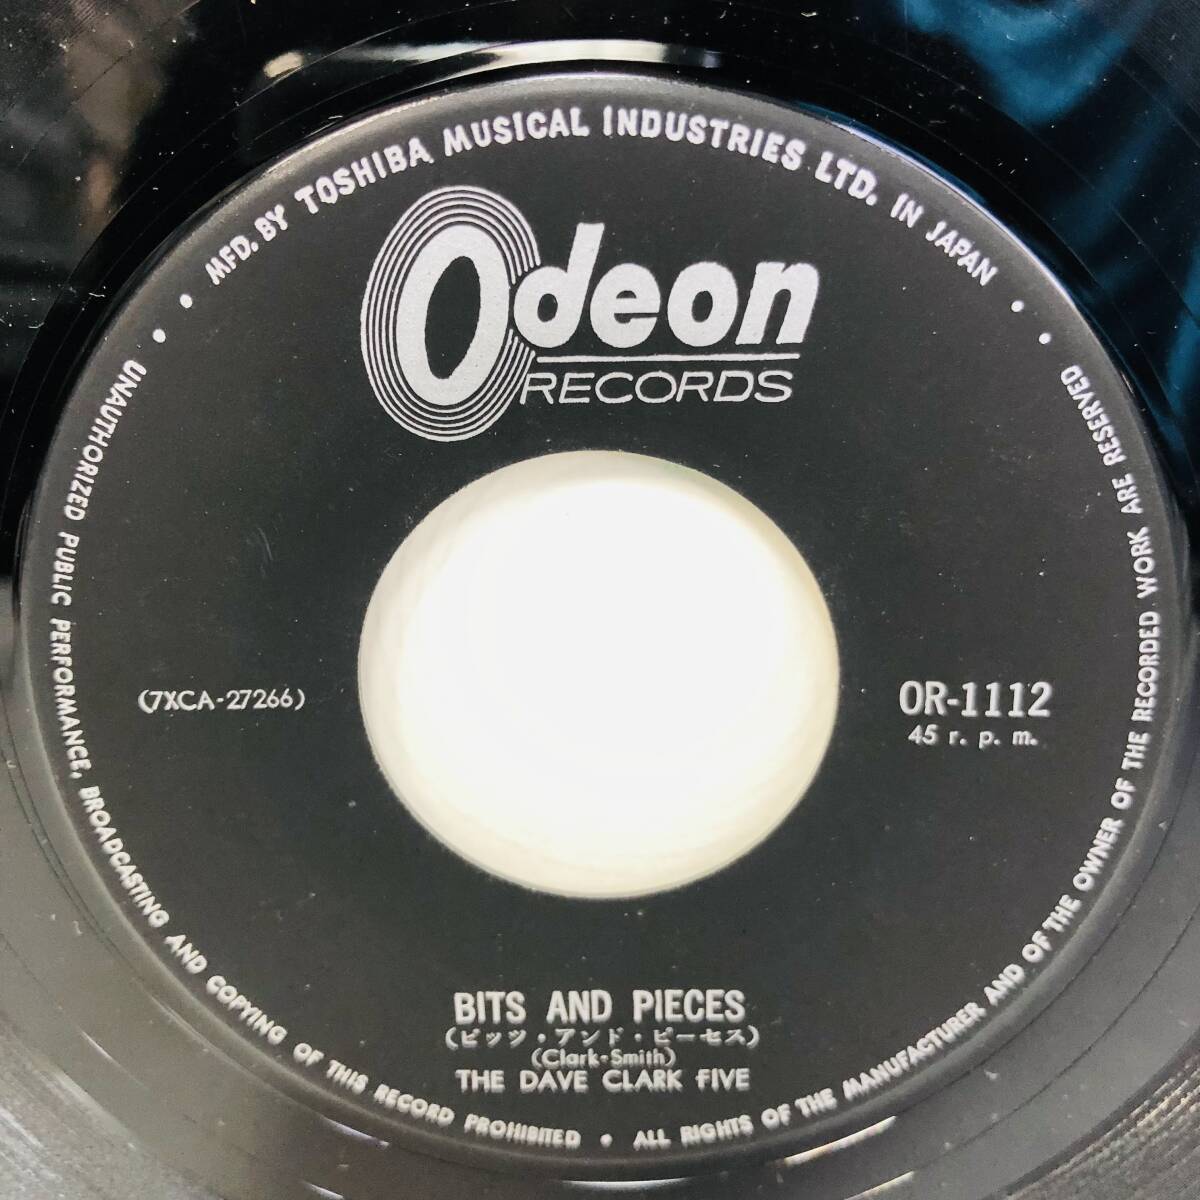 MFD. BY TOSHIBA MUSICAL INDUSTRIES LTD. IN JAPAN
Odeon
RECORDS
(7XCA-27266)
OR-1112
45 r. p. m.
BITS AND PIECES
(ビッツ・アンド・ピーセス)
(Clark-Smith)
THE DAVE CLARK FIVE
UNAUTHORIZED PUBLIC PERFORMANCE, BROADCASTING AND COPYING OF THIS RECORD PROHIBITED • ALL RIGHTS OF THE MANUFACTURER AND OF THE OWNER OF THE RECORDED WORK ARE RESERVED